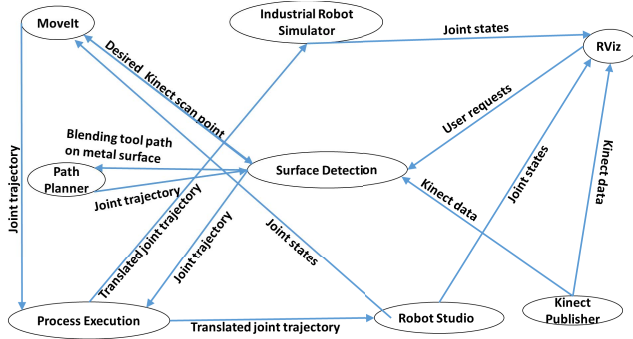 MoveIt
Industrial Robot
Simulator
Joint states
RViz
Desired Kinect scan point
User requests
Blending tool path
on metal surface
Path
Planner
Joint trajectory
Surface Detection
Kinect data
Kinect data
Joint states
Joint trajectory
Translated joint trajectory
Joint trajectory
Joint states
Process Execution
Translated joint trajectory
Robot Studio
Kinect
Publisher